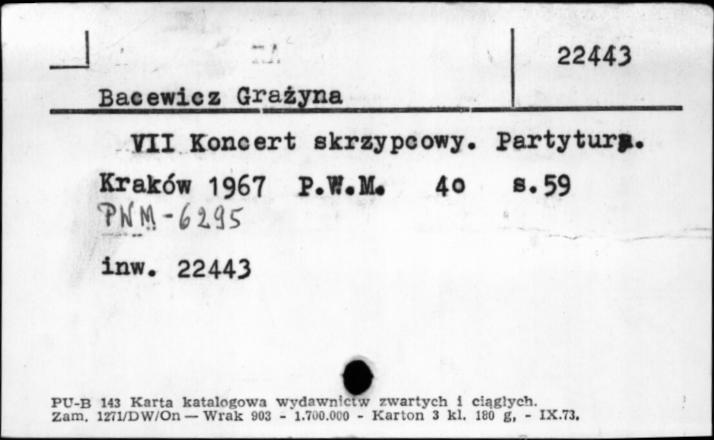 22443
Bacewicz Grażyna
VII Koncert skrzypcowy. Partytura.
Kraków 1967 P.W.M. 4o s.59
PNM-6295
inw. 22443
PU-B 143 Karta katalogowa wydawnictw zwartych i ciągłych.
Zam. 1271/DW/On — Wrak 903 - 1.700.000 - Karton 3 kl. 180 g, - IX.73.